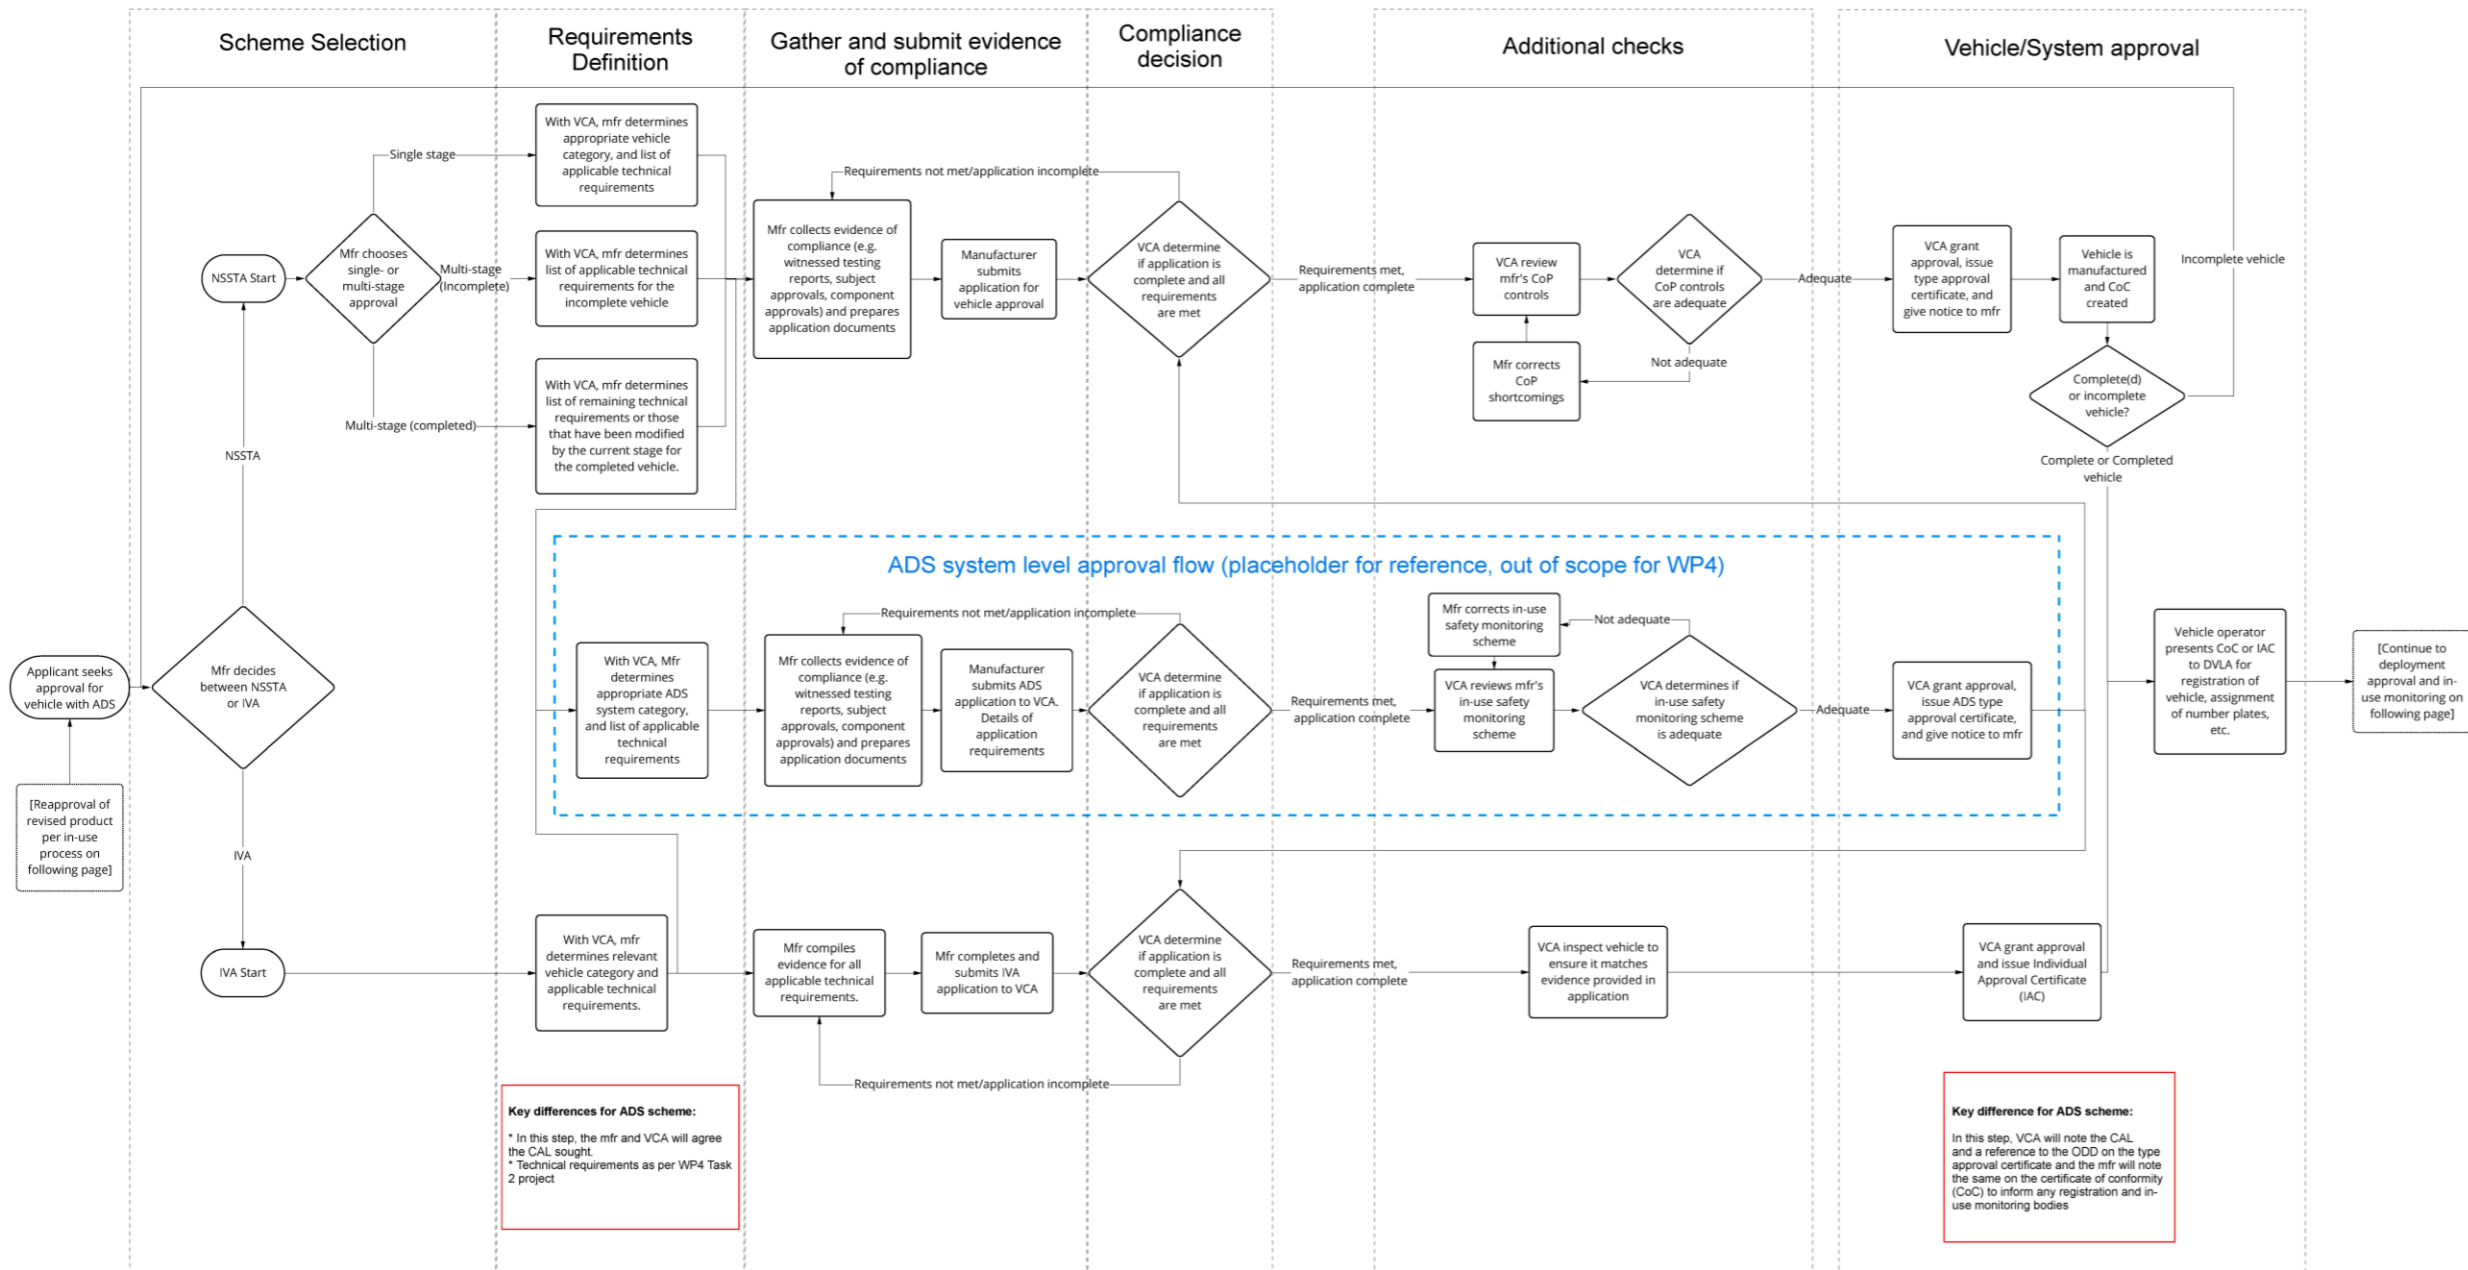 Scheme Selection
Requirements
Definition
Gather and submit evidence
of compliance
Compliance
decision
Additional checks
Vehicle/System approval
Applicant seeks
approval for
vehicle with ADS
[Reapproval of
revised product
per in-use
process on
following page]
Mfr decides
between NSSTA
or IVA
NSSTA
IVA
NSSTA Start
Mfr chooses
single- or
multi-stage
approval
Single stage
Multi-stage
(Incomplete)
Multi-stage (completed)
With VCA, mfr determines
appropriate vehicle
category, and list of
applicable technical
requirements
With VCA, mfr determines
list of applicable technical
requirements for the
incomplete vehicle
With VCA, mfr determines
list of remaining technical
requirements or those
that have been modified
by the current stage for
the completed vehicle.
Requirements not met/application incomplete
Mfr collects evidence of
compliance (e.g.
witnessed testing
reports, subject
approvals, component
approvals) and prepares
application documents
Manufacturer
submits
application for
vehicle approval
VCA determine
if application is
complete and all
requirements
are met
Requirements met,
application complete
VCA review
mfr's CoP
controls
VCA
determine if
CoP controls
are adequate
Not adequate
Mfr corrects
CoP
shortcomings
Adequate
VCA grant
approval, issue
type approval
certificate, and
give notice to mfr
Vehicle is
manufactured
and CoC
created
Incomplete vehicle
Complete(d)
or incomplete
vehicle?
Complete or Completed
vehicle
ADS system level approval flow (placeholder for reference, out of scope for WP4)
With VCA, Mfr
determines
appropriate ADS
system category,
and list of applicable
technical
requirements
Requirements not met/application incomplete
Mfr collects evidence of
compliance (e.g.
witnessed testing
reports, subject
approvals, component
approvals) and prepares
application documents
Manufacturer
submits ADS
application to VCA.
Details of
application
requirements
VCA determine
if application is
complete and all
requirements
are met
Requirements met,
application complete
Mfr corrects in-use
safety monitoring
scheme
Not adequate
VCA reviews mfr's
in-use safety
monitoring
scheme
VCA determines if
in-use safety
monitoring scheme
is adequate
Adequate
VCA grant approval,
issue ADS type
approval certificate,
and give notice to mfr
Vehicle operator
presents CoC or IAC
to DVLA for
registration of
vehicle, assignment
of number plates,
etc.
[Continue to
deployment
approval and in-
use monitoring on
following page]
IVA Start
With VCA, mfr
determines relevant
vehicle category and
applicable technical
requirements.
Mfr compiles
evidence for all
applicable technical
requirements.
Mfr completes and
submits IVA
application to VCA
VCA determine
if application is
complete and all
requirements
are met
Requirements not met/application incomplete
Requirements met,
application complete
VCA inspect vehicle to
ensure it matches
evidence provided in
application
VCA grant approval
and issue Individual
Approval Certificate
(IAC)
Key differences for ADS scheme:
* In this step, the mfr and VCA will agree
the CAL sought.
* Technical requirements as per WP4 Task
2 project
Key difference for ADS scheme:
In this step, VCA will note the CAL
and a reference to the ODD on the type
approval certificate and the mfr will note
the same on the certificate of conformity
(CoC) to inform any registration and in-
use monitoring bodies